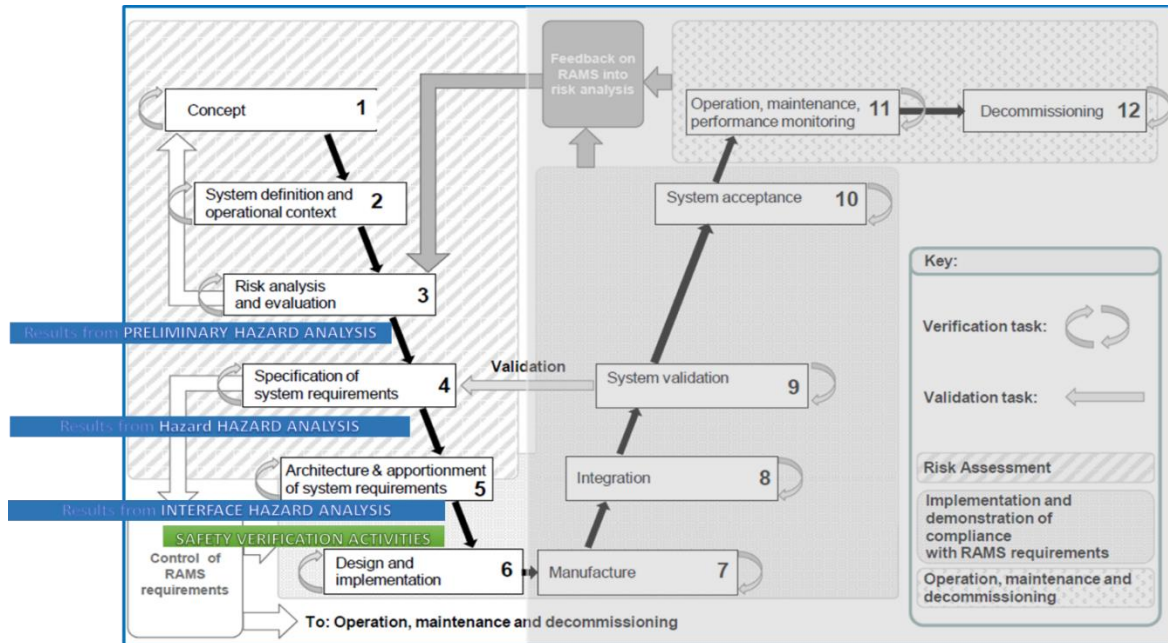 Concept 1
System definition and
operational context 2
Risk analysis
and evaluation 3
Results from PRELIMINARY HAZARD ANALYSIS
Specification of
system requirements 4
Results from Hazard HAZARD ANALYSIS
Architecture & apportionment
of system requirements 5
Results from INTERFACE HAZARD ANALYSIS
SAFETY VERIFICATION ACTIVITIES
Control of
RAMS
requirements
Design and
implementation 6
Manufacture 7
To: Operation, maintenance and decommissioning
Integration 8
Validation
System validation 9
System acceptance 10
Feedback on
RAMS into
risk analysis
Operation, maintenance,
performance monitoring 11
Decommissioning 12
Key:
Verification task:
Validation task:
Risk Assessment
Implementation and
demonstration of
compliance
with RAMS requirements
Operation, maintenance and
decommissioning